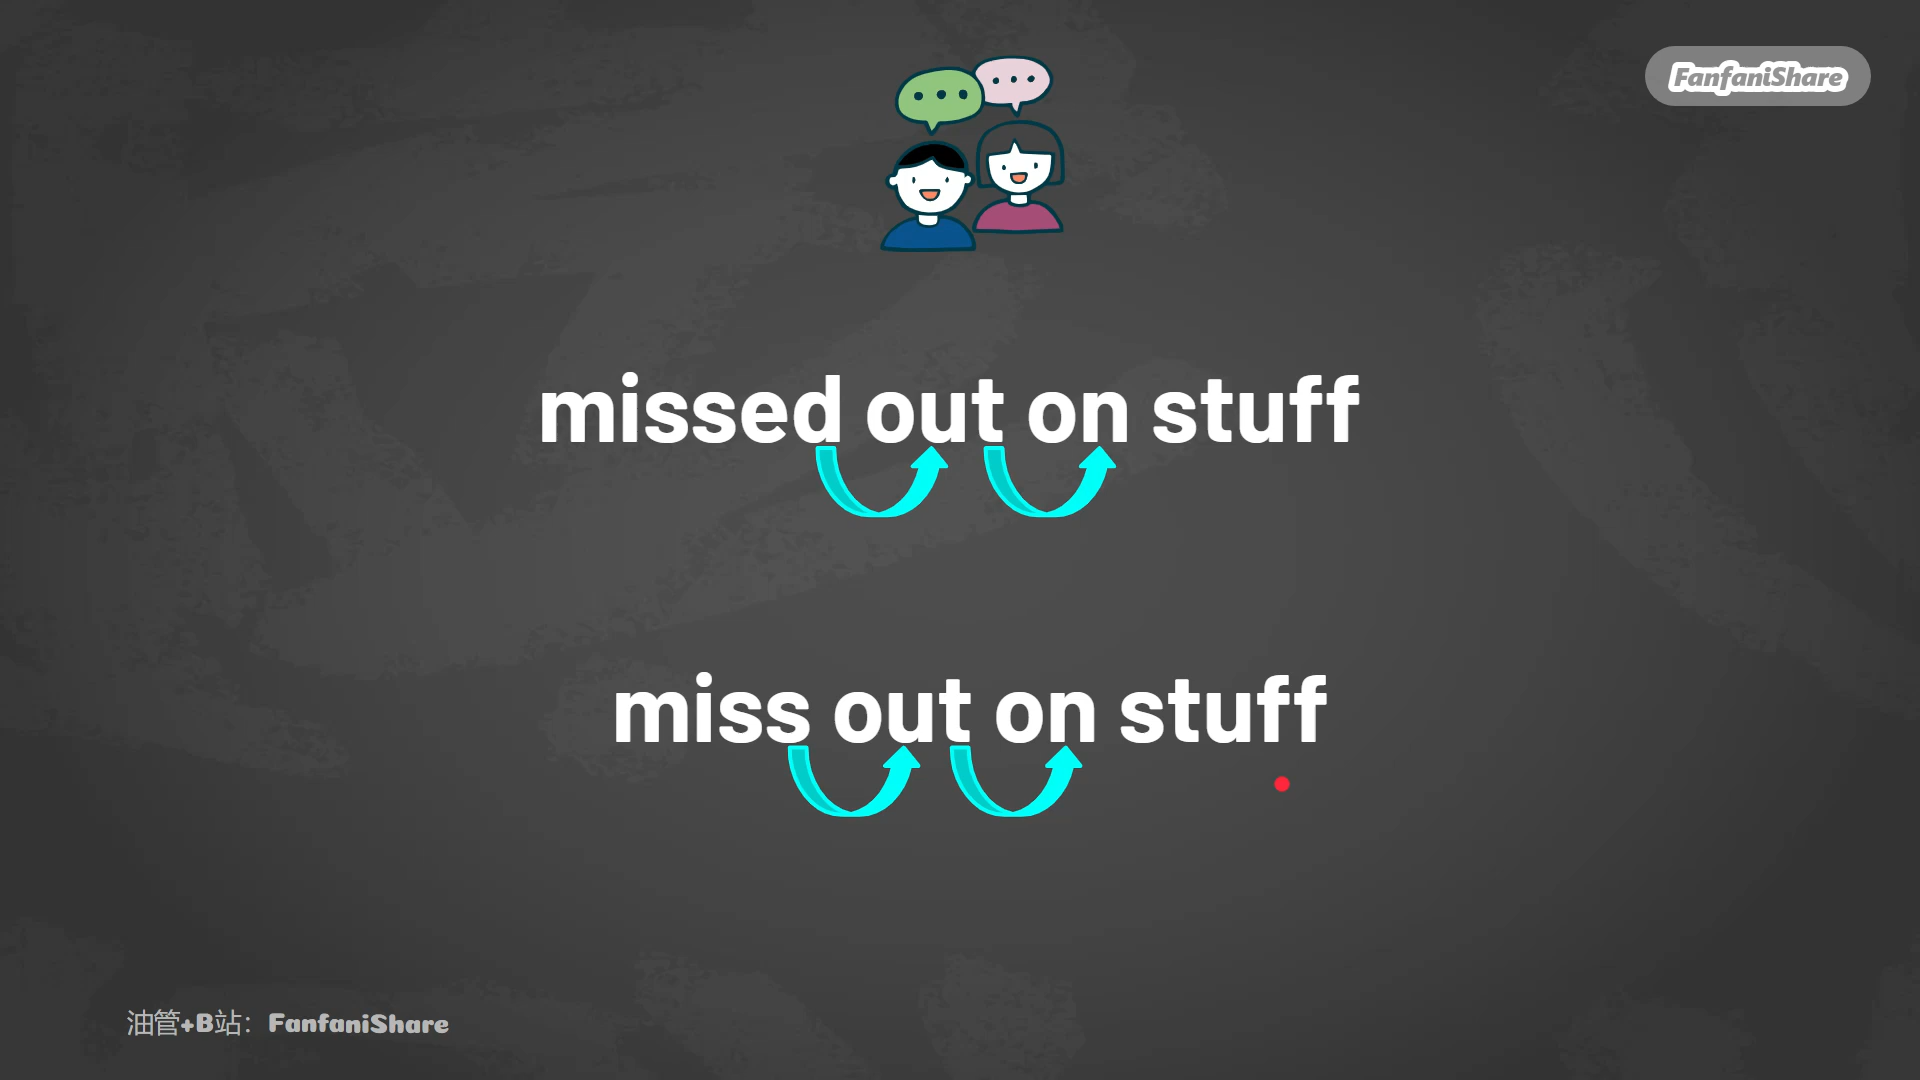 FanfaniShare
missed out on stuff
miss out on stuff
油管+B站：FanfaniShare